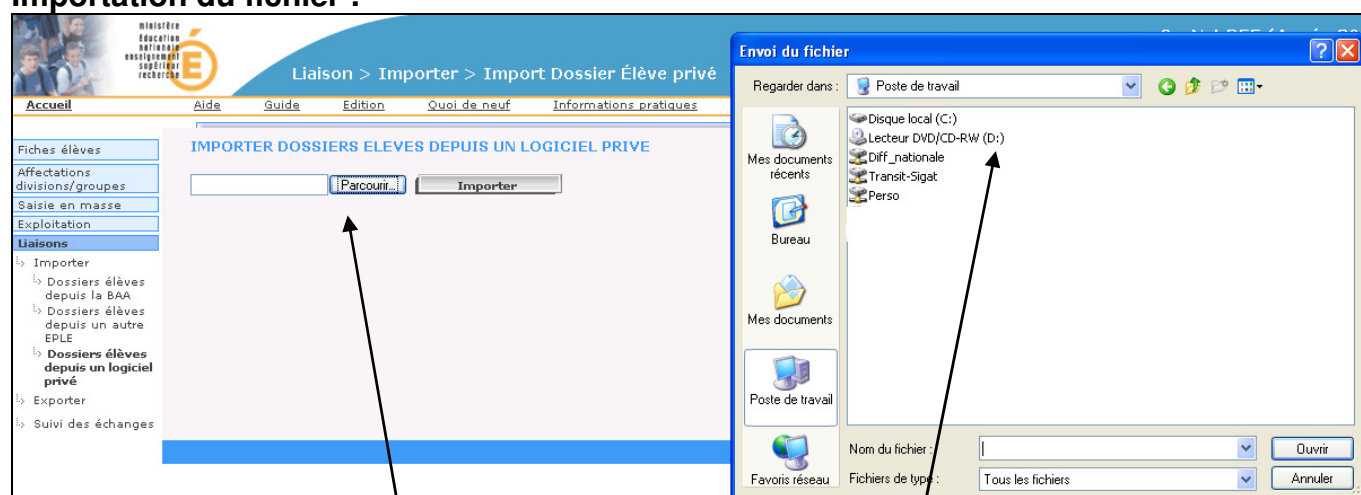 Importation du fichier :
ministère
éducation
nationale
enseignement
supérieur
recherche
É
Liaison > Importer > Import Dossier Élève privé
Accueil
Aide
Guide
Edition
Quoi de neuf
Informations pratiques
Fiches élèves
Affectations
divisions/groupes
Saisie en masse
Exploitation
Liaisons
Importer
Dossiers élèves
depuis la BAA
Dossiers élèves
depuis un autre
EPLE
Dossiers élèves
depuis un logiciel
privé
Exporter
Suivi des échanges
IMPORTER DOSSIERS ELEVES DEPUIS UN LOGICIEL PRIVE
Parcourir...
Importer
Envoi du fichier
Regarder dans :
Poste de travail
Mes documents
récents
Bureau
Mes documents
Poste de travail
Favoris réseau
Disque local (C:)
Lecteur DVD/CD-RW (D:)
Diff_nationale
Transit-Sigat
Perso
Nom du fichier :
Ouvrir
Fichiers de type :
Tous les fichiers
Annuler